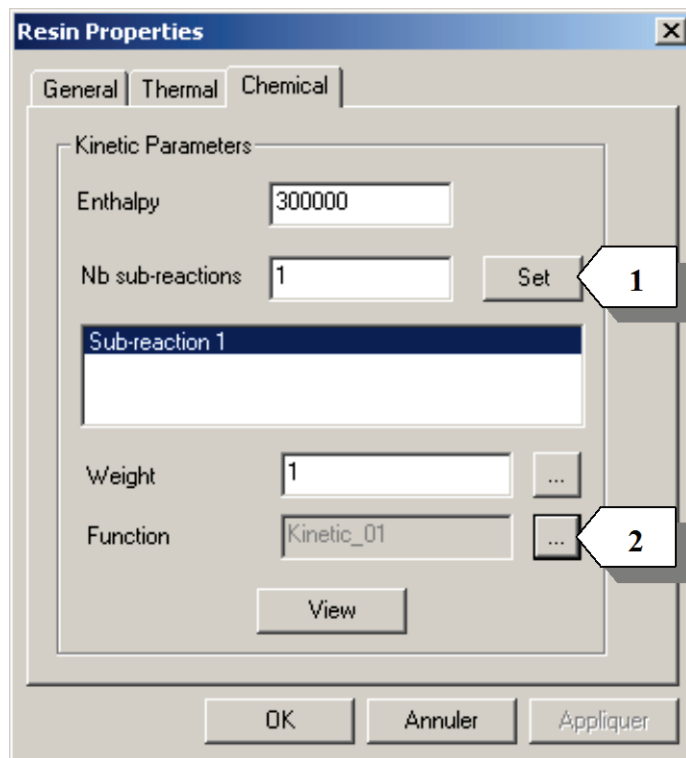 Resin Properties
General Thermal Chemical
Kinetic Parameters
Enthalpy 300000
Nb sub-reactions 1 Set 1
Sub-reaction 1
Weight 1 ...
Function Kinetic_01 ... 2
View
OK Annuler Appliquer